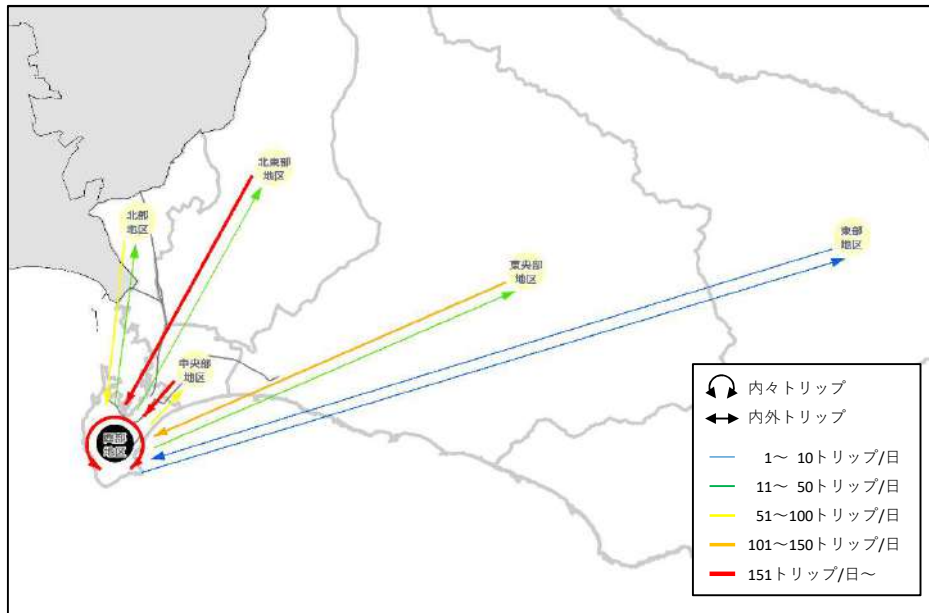 北東部
地区
北部
地区
東部
地区
東央部
地区
中央部
地区
西部
地区
内々トリップ
内外トリップ
1～ 10トリップ/日
11～ 50トリップ/日
51～100トリップ/日
101～150トリップ/日
151トリップ/日～